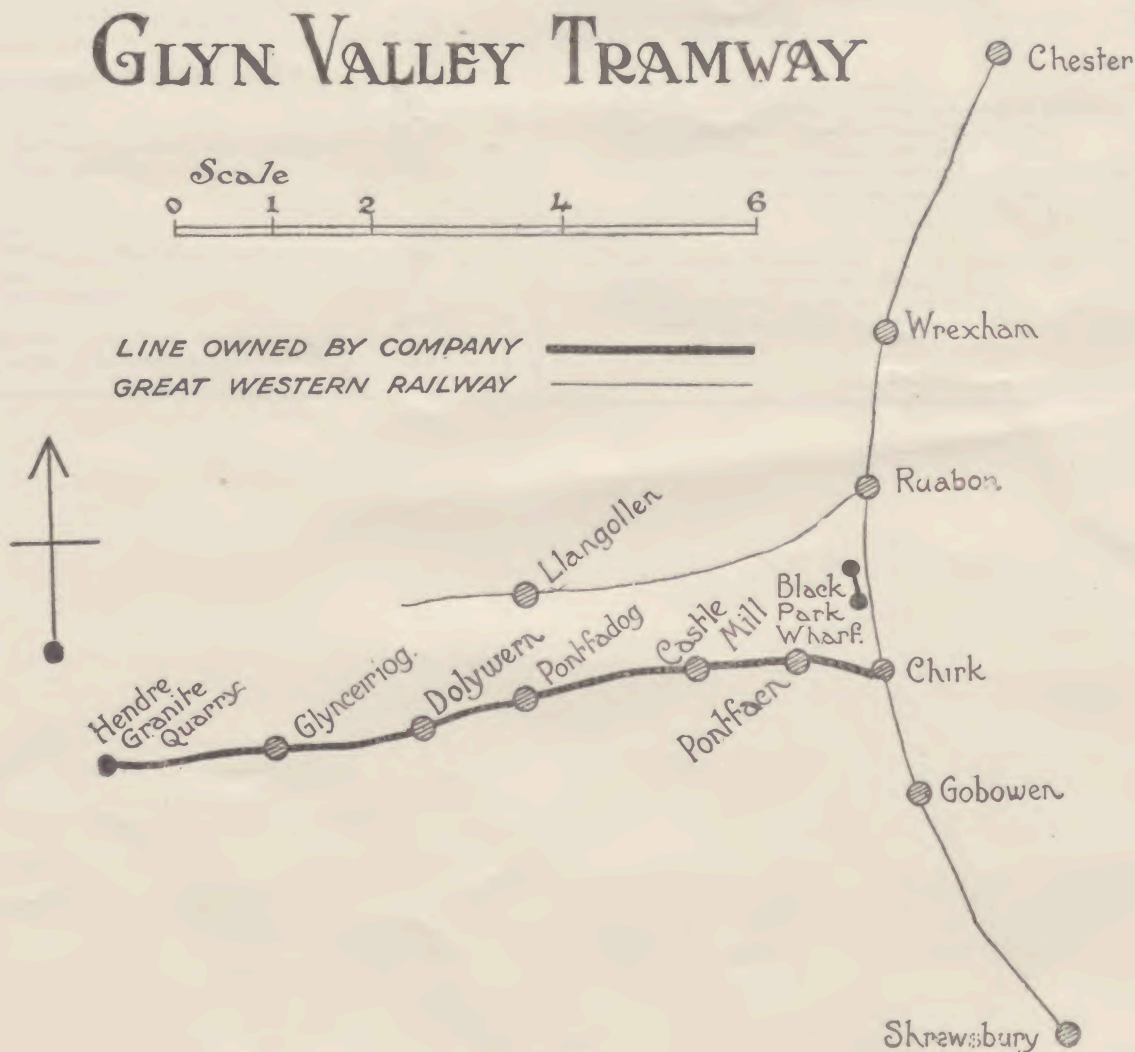 GLYN VALLEY TRAMWAY
Chester
Scale
0 1 2 4 6
Wrexham
LINE OWNED BY COMPANY
GREAT WESTERN RAILWAY
Ruabon
Llangollen
Black
Park
Wharf.
Castle
Mill
Pontfadog
Dolywern
Glynceiriog.
Hendre
Granite
Quarry
Pontfaen
Chirk
Gobowen
Shrewsbury